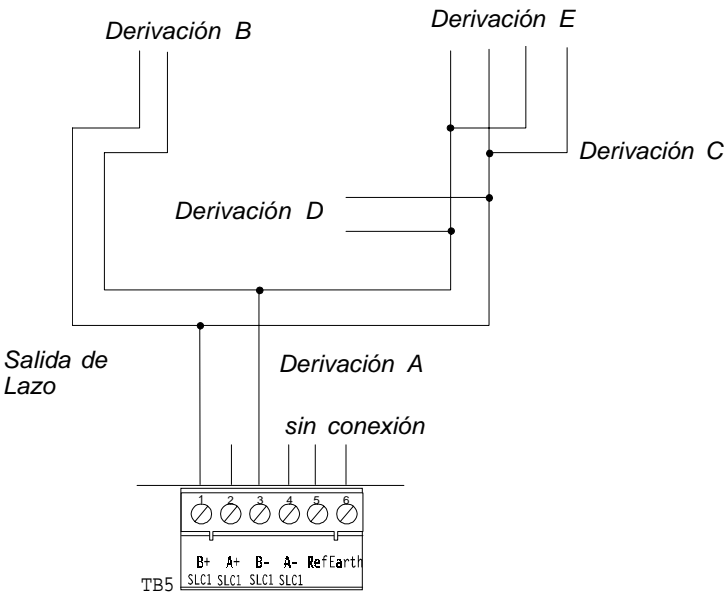 Derivación B
Derivación E
Derivación C
Derivación D
Salida de
Lazo
Derivación A
sin conexión
1 2 3 4 5 6
B+ A+ B- A- Ref Earth
TB5 SLC1 SLC1 SLC1 SLC1